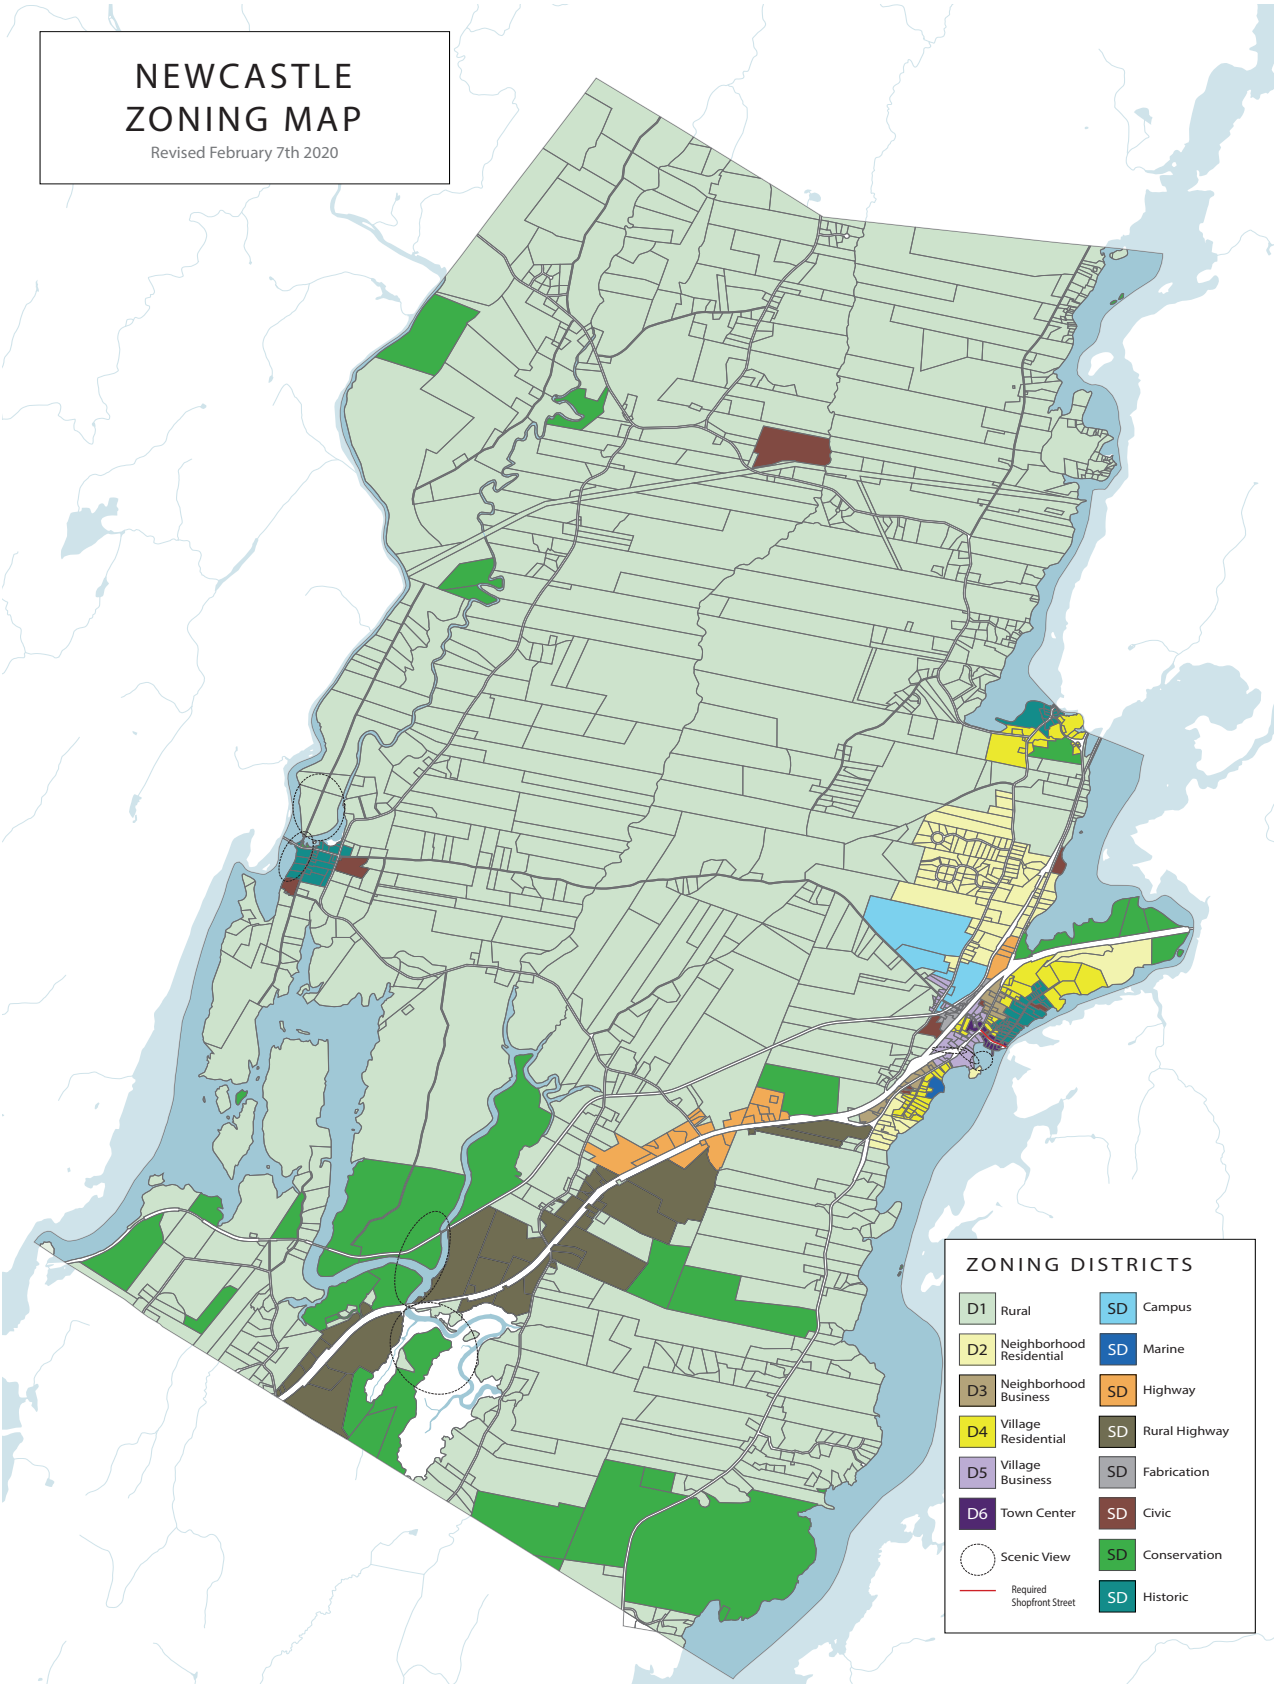 NEWCASTLE
ZONING MAP
Revised February 7th 2020
ZONING DISTRICTS
D1 Rural
D2 Neighborhood
Residential
D3 Neighborhood
Business
D4 Village
Residential
D5 Village
Business
D6 Town Center
Scenic View
Required
Shopfront Street
SD Campus
SD Marine
SD Highway
SD Rural Highway
SD Fabrication
SD Civic
SD Conservation
SD Historic